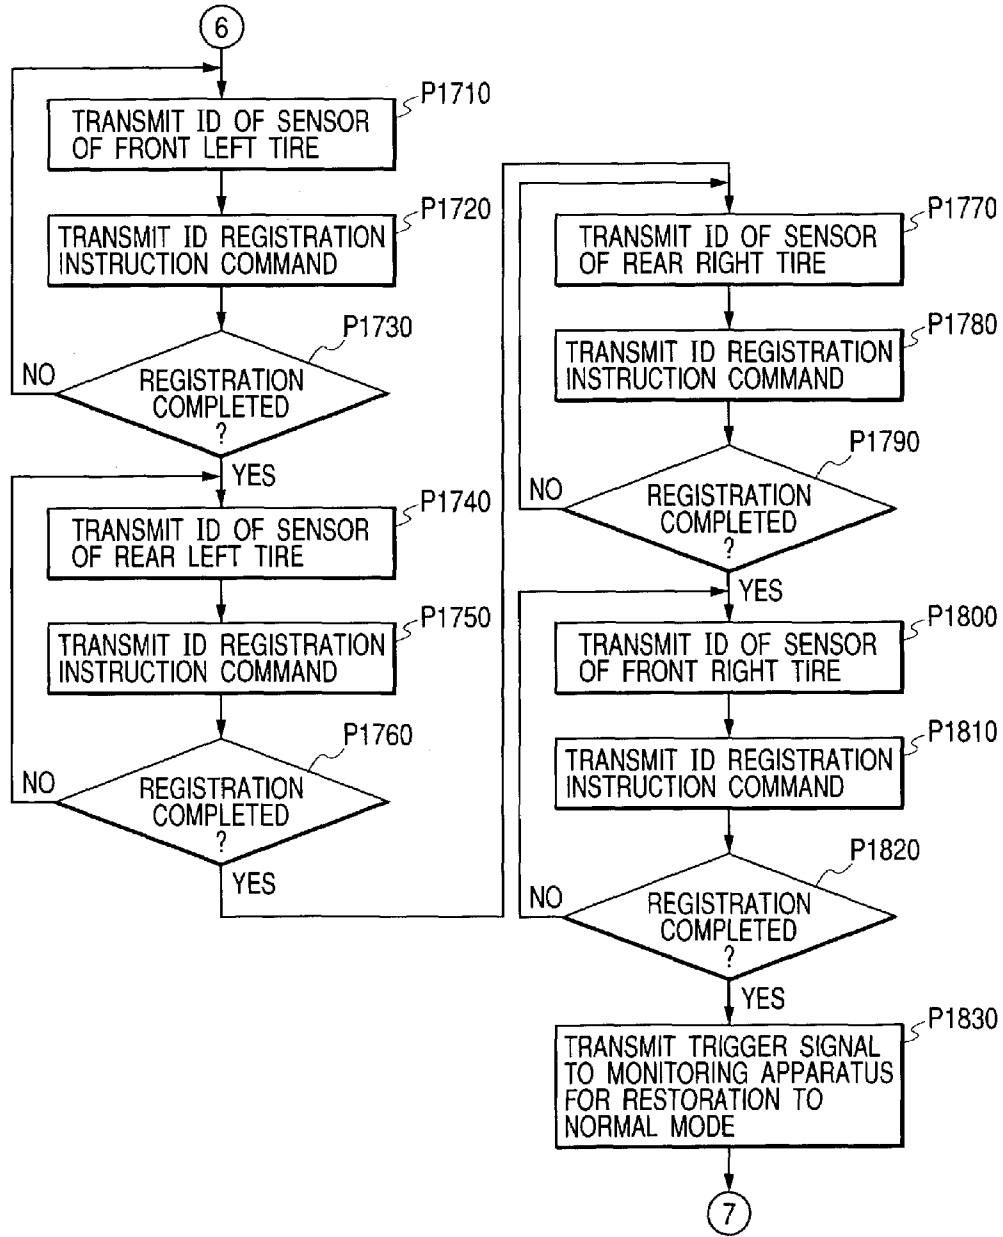 6
P1710
TRANSMIT ID OF SENSOR
OF FRONT LEFT TIRE
P1720
TRANSMIT ID REGISTRATION
INSTRUCTION COMMAND
P1730
NO
REGISTRATION
COMPLETED
?
YES
P1740
TRANSMIT ID OF SENSOR
OF REAR LEFT TIRE
P1750
TRANSMIT ID REGISTRATION
INSTRUCTION COMMAND
P1760
NO
REGISTRATION
COMPLETED
?
YES
P1770
TRANSMIT ID OF SENSOR
OF REAR RIGHT TIRE
P1780
TRANSMIT ID REGISTRATION
INSTRUCTION COMMAND
P1790
NO
REGISTRATION
COMPLETED
?
YES
P1800
TRANSMIT ID OF SENSOR
OF FRONT RIGHT TIRE
P1810
TRANSMIT ID REGISTRATION
INSTRUCTION COMMAND
P1820
NO
REGISTRATION
COMPLETED
?
YES
P1830
TRANSMIT TRIGGER SIGNAL
TO MONITORING APPARATUS
FOR RESTORATION TO
NORMAL MODE
7